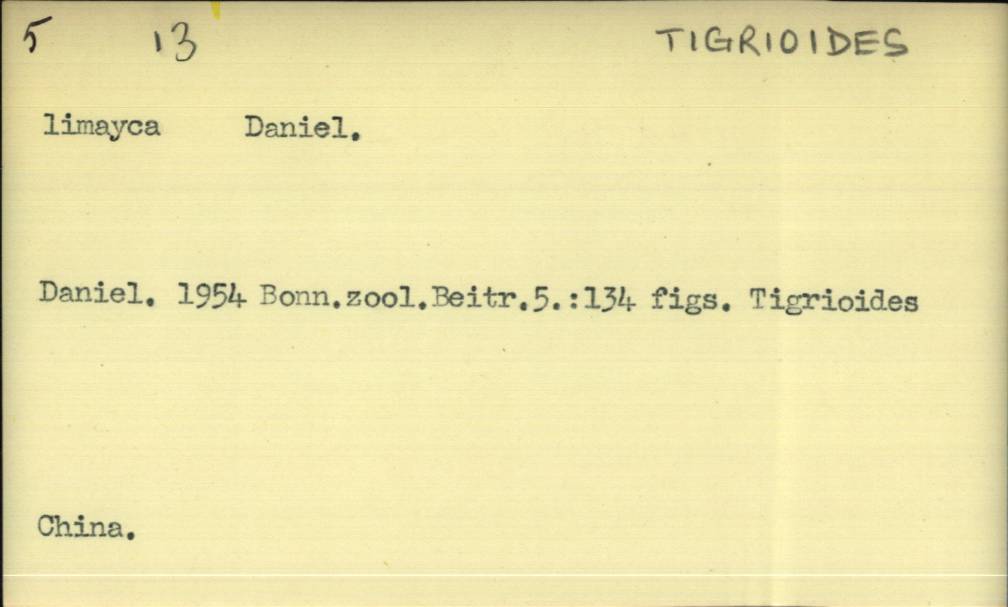 5 13 TIGRIOIDES
limayca Daniel.
Daniel. 1954 Bonn.zool.Beitr.5.:134 figs. Tigrioides
China.